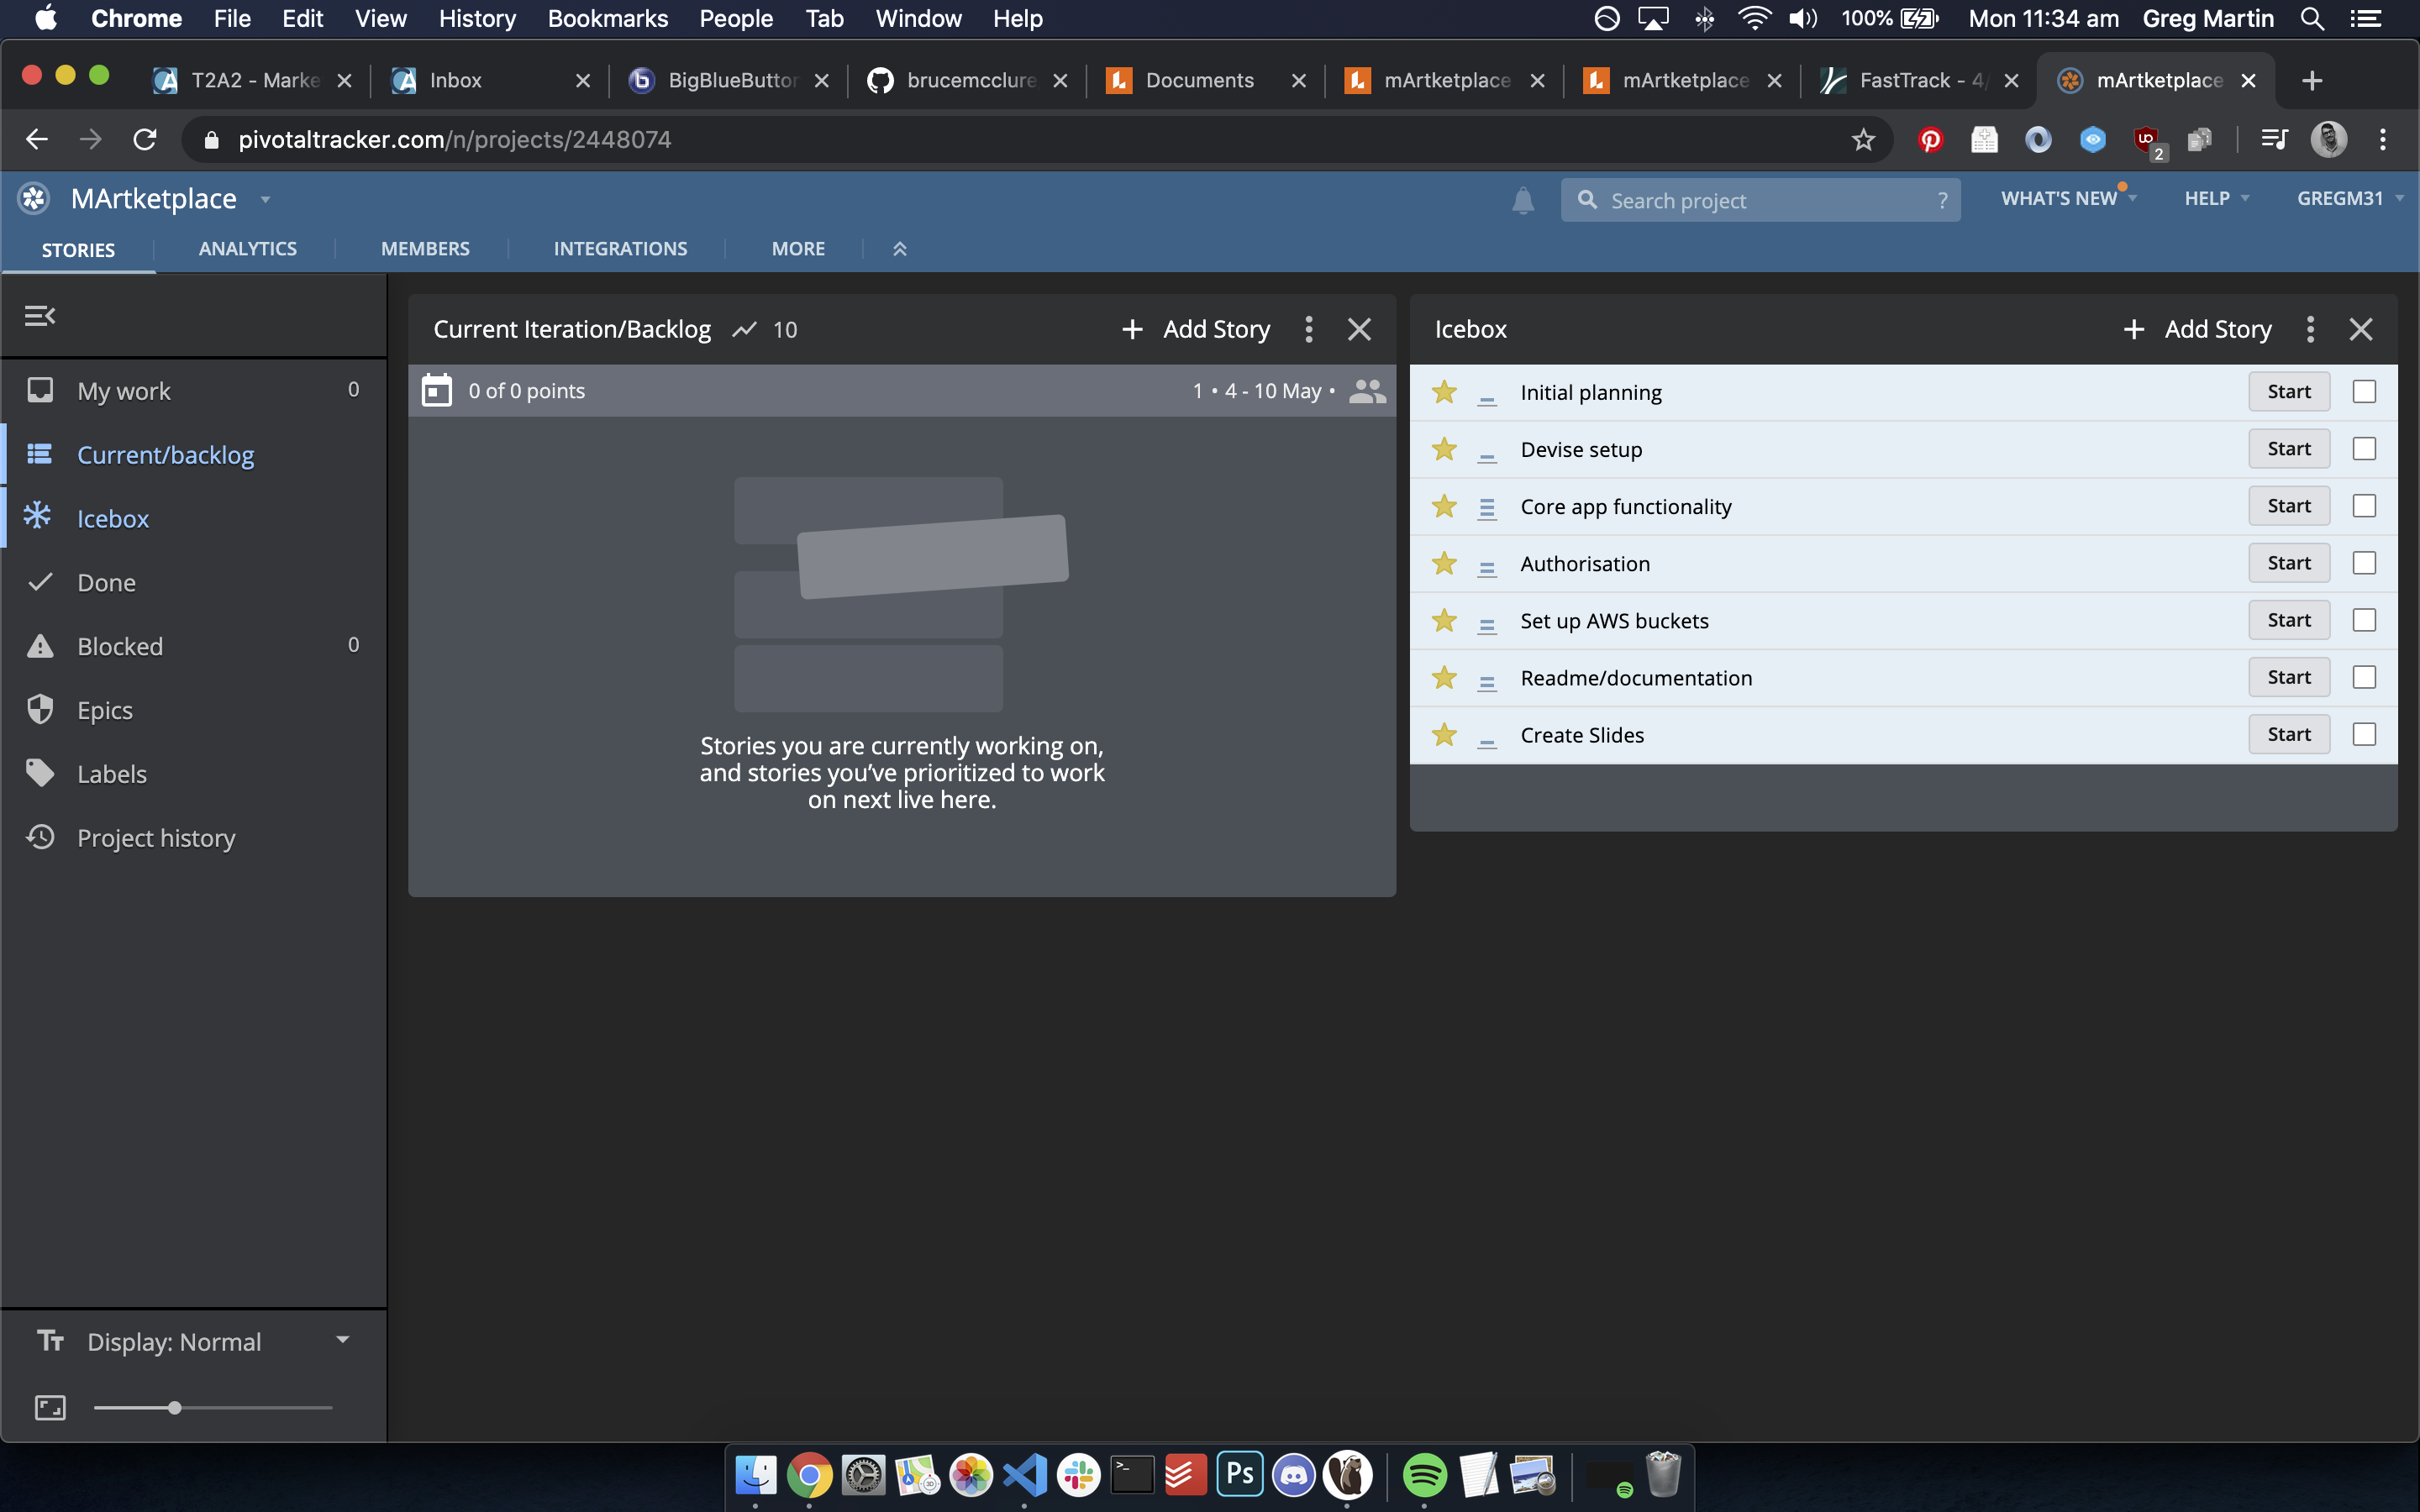 Chrome File Edit View History Bookmarks People Tab Window Help 100% Mon 11:34 am Greg Martin
T2A2 - Marke Inbox BigBlueButton brucemcclure Documents mArtketplace mArtketplace FastTrack - 4/ mArtketplace
pivotaltracker.com/n/projects/2448074 2
MArtketplace Search project ? WHAT'S NEW HELP GREGM31
STORIES ANALYTICS MEMBERS INTEGRATIONS MORE
My work 0
Current/backlog
Icebox
Done
Blocked 0
Epics
Labels
Project history
Display: Normal
Current Iteration/Backlog 10 + Add Story
0 of 0 points 1 • 4 - 10 May •
Stories you are currently working on,
and stories you’ve prioritized to work
on next live here.
Icebox + Add Story
Initial planning Start
Devise setup Start
Core app functionality Start
Authorisation Start
Set up AWS buckets Start
Readme/documentation Start
Create Slides Start
Ps